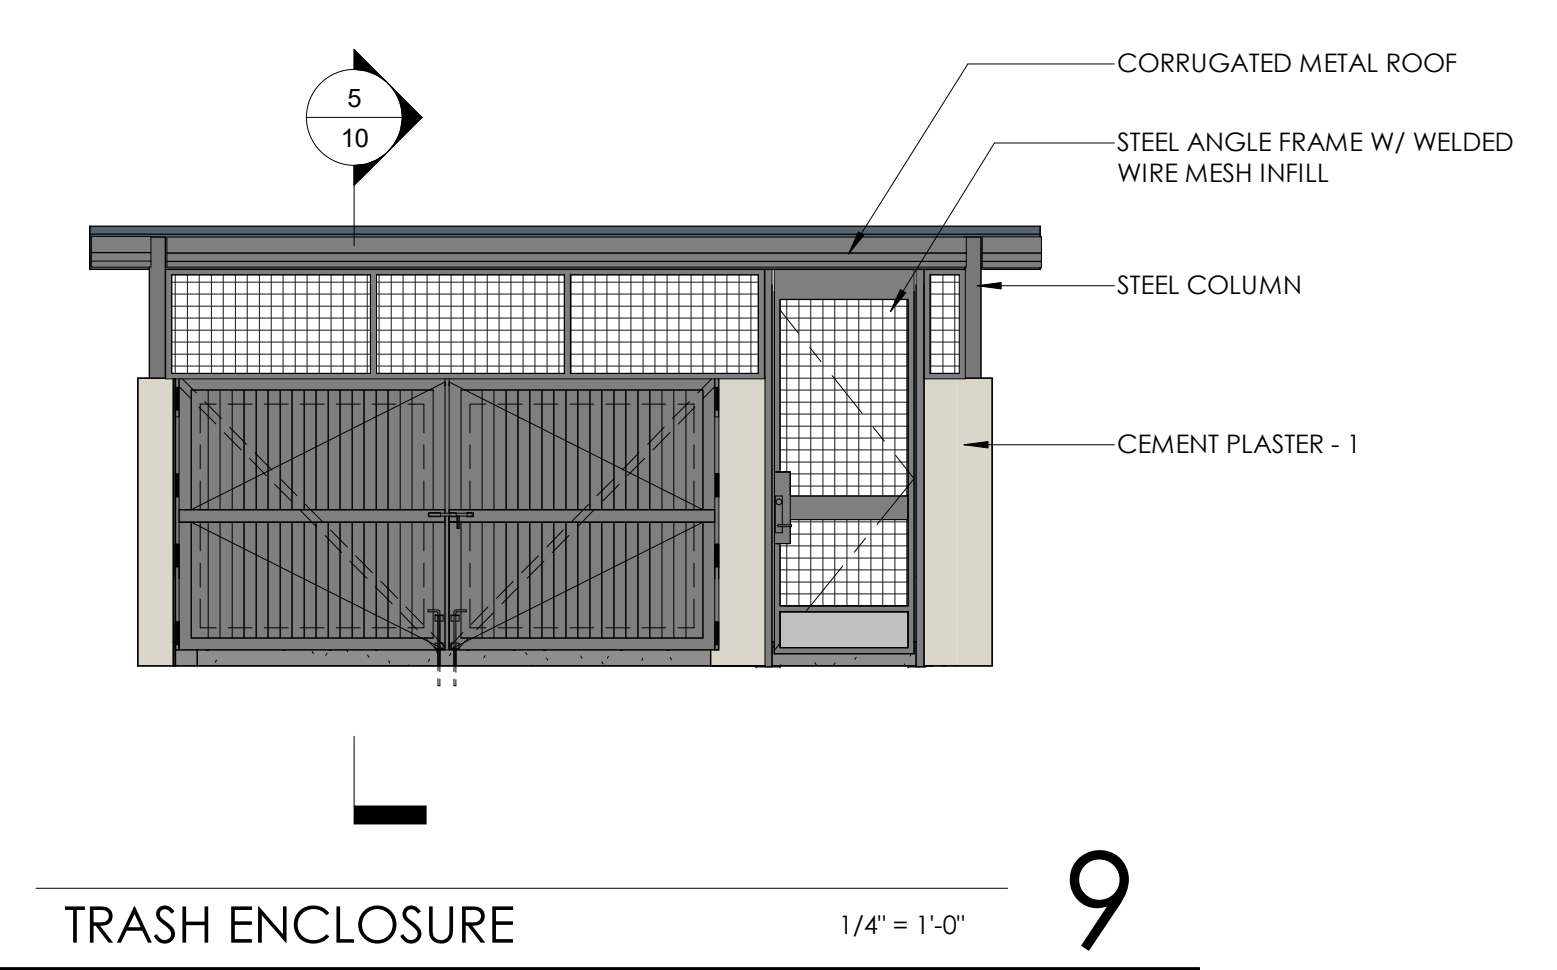 5
10
CORRUGATED METAL ROOF
STEEL ANGLE FRAME W/ WELDED
WIRE MESH INFILL
STEEL COLUMN
CEMENT PLASTER - 1
TRASH ENCLOSURE
1/4" = 1'-0"
9